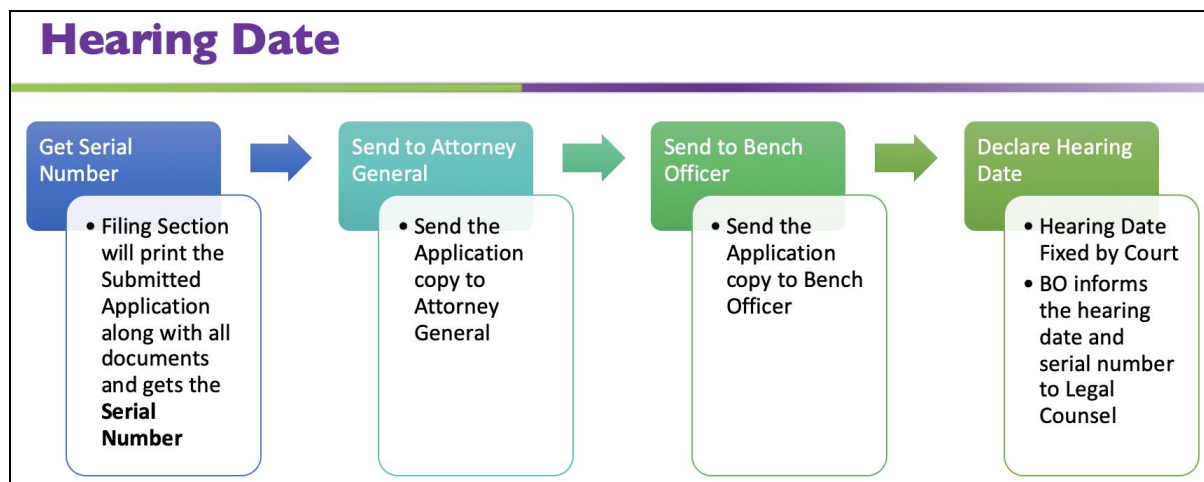 Hearing Date
Get Serial
Number
• Filing Section
will print the
Submitted
Application
along with all
documents
and gets the
Serial
Number
Send to Attorney
General
• Send the
Application
copy to
Attorney
General
Send to Bench
Officer
• Send the
Application
copy to Bench
Officer
Declare Hearing
Date
• Hearing Date
Fixed by Court
• BO informs
the hearing
date and
serial number
to Legal
Counsel